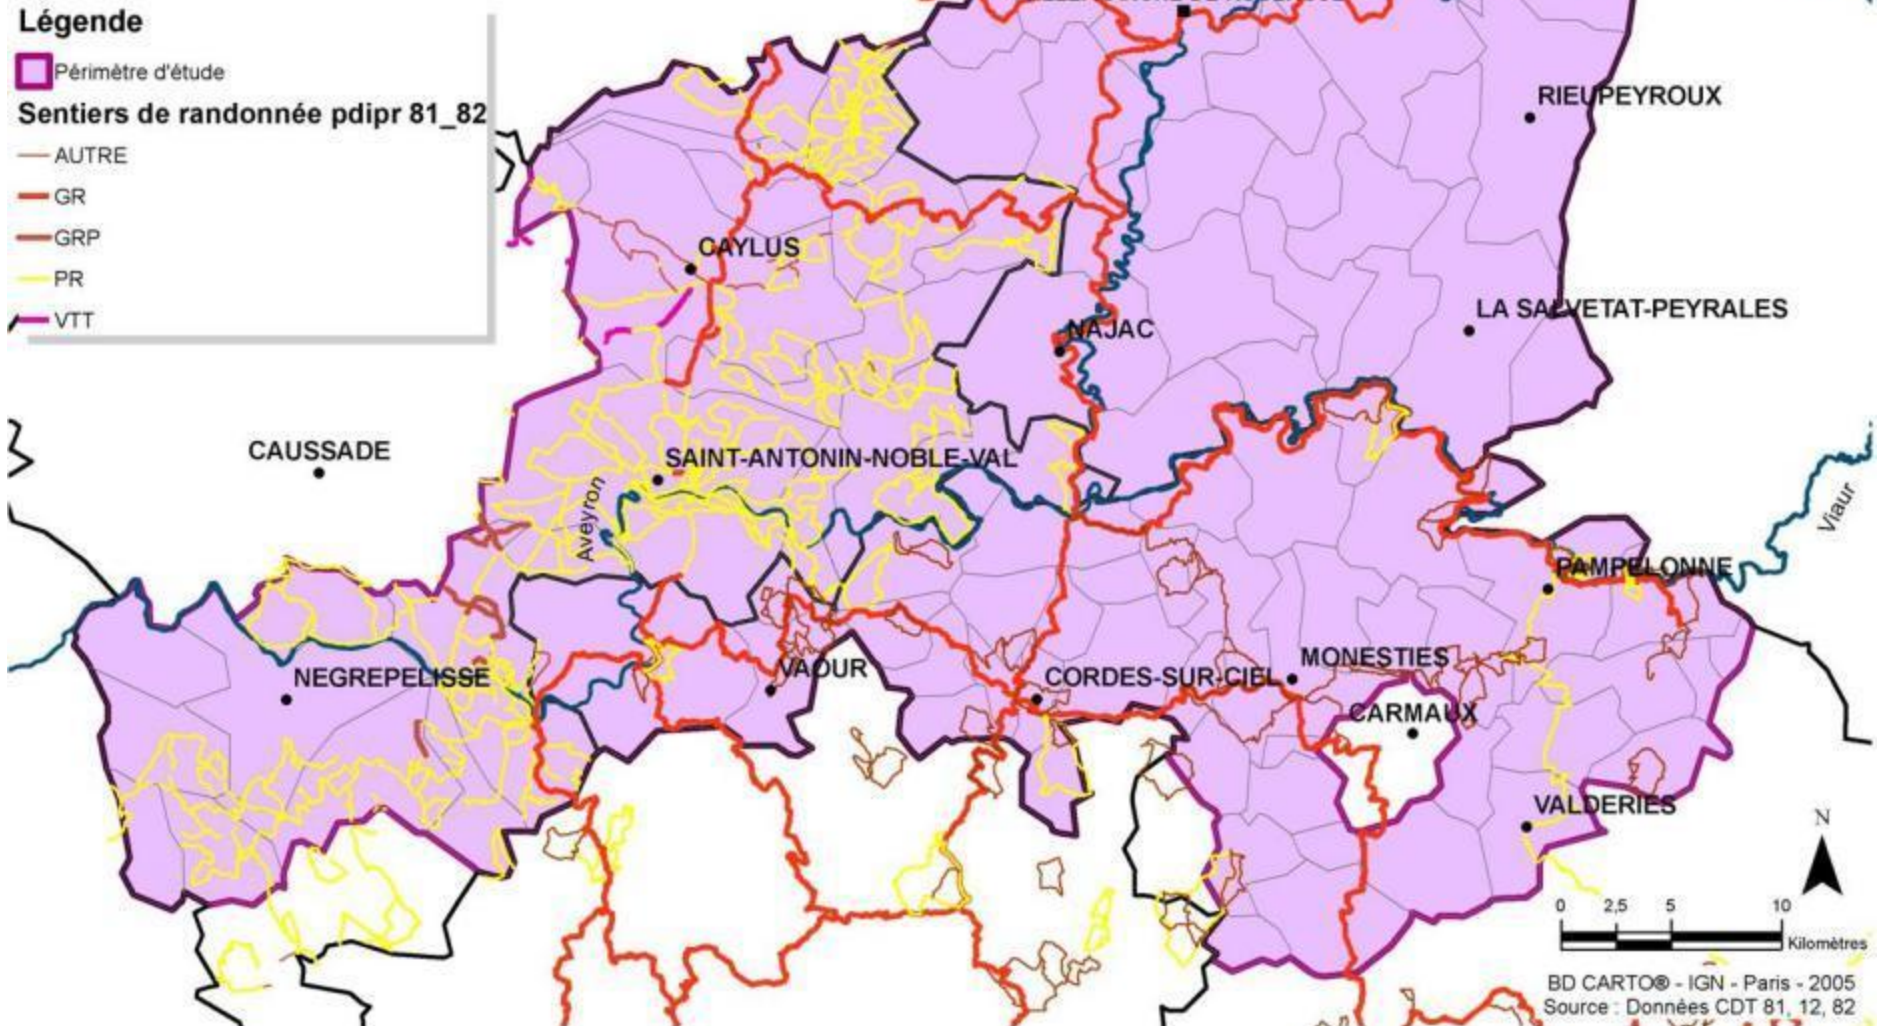 Légende
Périmètre d'étude
Sentiers de randonnée pdipr 81_82
AUTRE
GR
GRP
PR
VTT
RIEUPEYROUX
CAYLUS
LA SALVETAT-PEYRALES
NAJAC
CAUSSADE
SAINT-ANTONIN-NOBLE-VAL
Aveyron
Viaur
PAMPELONNE
NEGREPELISSE
VAOUR
CORDES-SUR-CIEL
MONESTIES
CARMAUX
VALDERIES
N
0 2,5 5 10
Kilomètres
BD CARTO® - IGN - Paris - 2005
Source : Données CDT 81, 12, 82